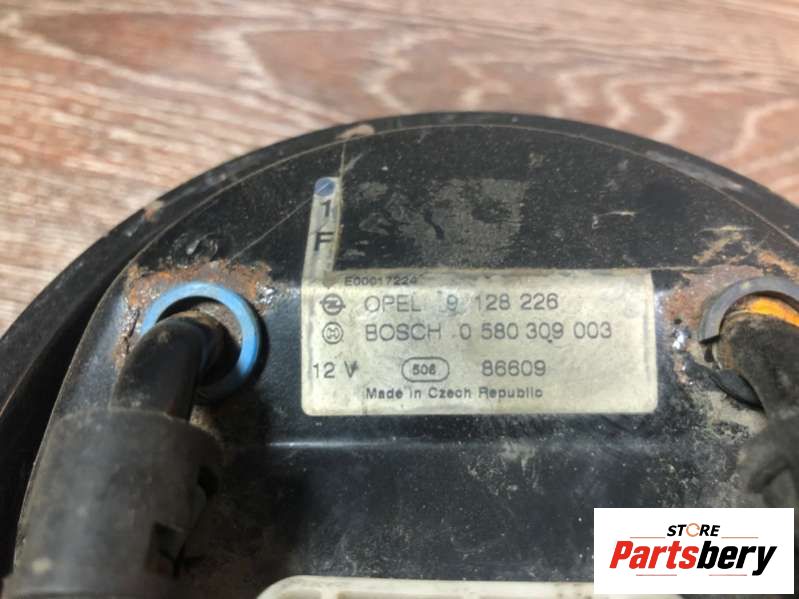 1
F
E00017224
OPEL 9 128 226
BOSCH 0 580 309 003
12 V 506 86609
Made in Czech Republic
STORE
Partsbery